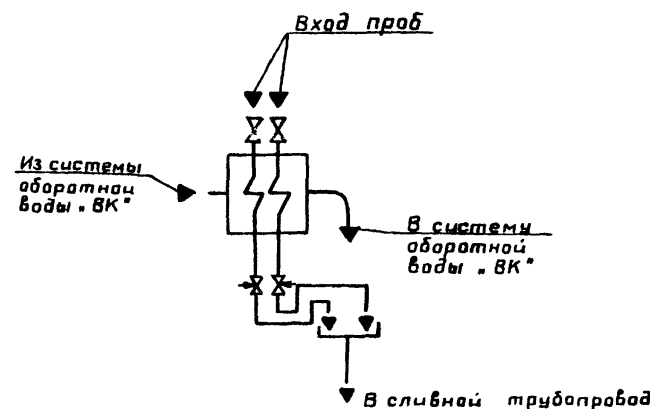 Вход проб
Из системы
оборотной
воды „ВК"
В систему
оборотной
воды „ВК"
В сливной трубопровод